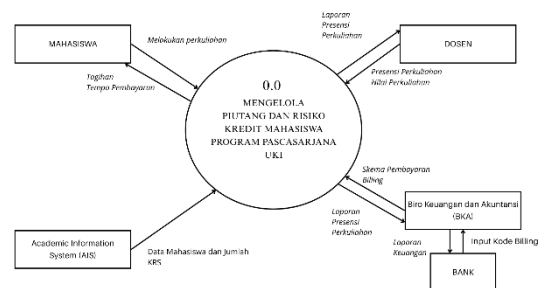 Laporan
Presensi
Perkuliahan
MAHASISWA
Melakukan perkuliahan
DOSEN
Tagihan
Tempo Pembayaran
Presensi Perkuliahan
Nilai Perkuliahan
0.0
MENGELOLA
PIUTANG DAN RISIKO
KREDIT MAHASISWA
PROGRAM PASCASARJANA
UKI
Skema Pembayaran
Billing
Biro Keuangan dan Akuntansi
(BKA)
Laporan
Presensi
Perkuliahan
Academic Information
System (AIS)
Data Mahasiswa dan Jumlah
KRS
Laporan
Keuangan
Input Kode Billing
BANK